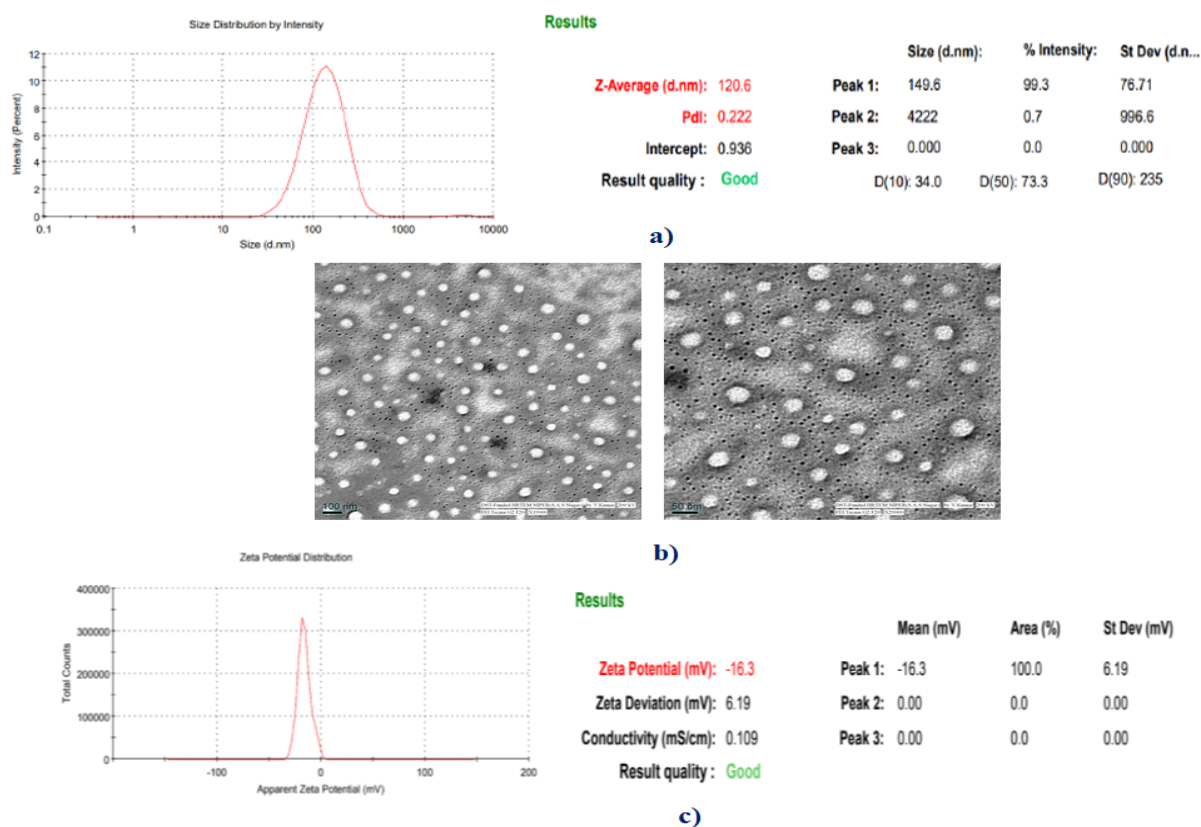 Size Distribution by Intensity
Intensity (Percent)
12
10
8
6
4
2
0
0.1 1 10 100 1000 10000
Size (d.nm)
Results
Size (d.nm): % Intensity: St Dev (d.n...
Z-Average (d.nm): 120.6 Peak 1: 149.6 99.3 76.71
PdI: 0.222 Peak 2: 4222 0.7 996.6
Intercept: 0.936 Peak 3: 0.000 0.0 0.000
Result quality : Good D(10): 34.0 D(50): 73.3 D(90): 235
a)
100 nm
50 nm
b)
Zeta Potential Distribution
Total Counts
400000
300000
200000
100000
0
-100 0 100 200
Apparent Zeta Potential (mV)
Results
Mean (mV) Area (%) St Dev (mV)
Zeta Potential (mV): -16.3 Peak 1: -16.3 100.0 6.19
Zeta Deviation (mV): 6.19 Peak 2: 0.00 0.0 0.00
Conductivity (mS/cm): 0.109 Peak 3: 0.00 0.0 0.00
Result quality : Good
c)